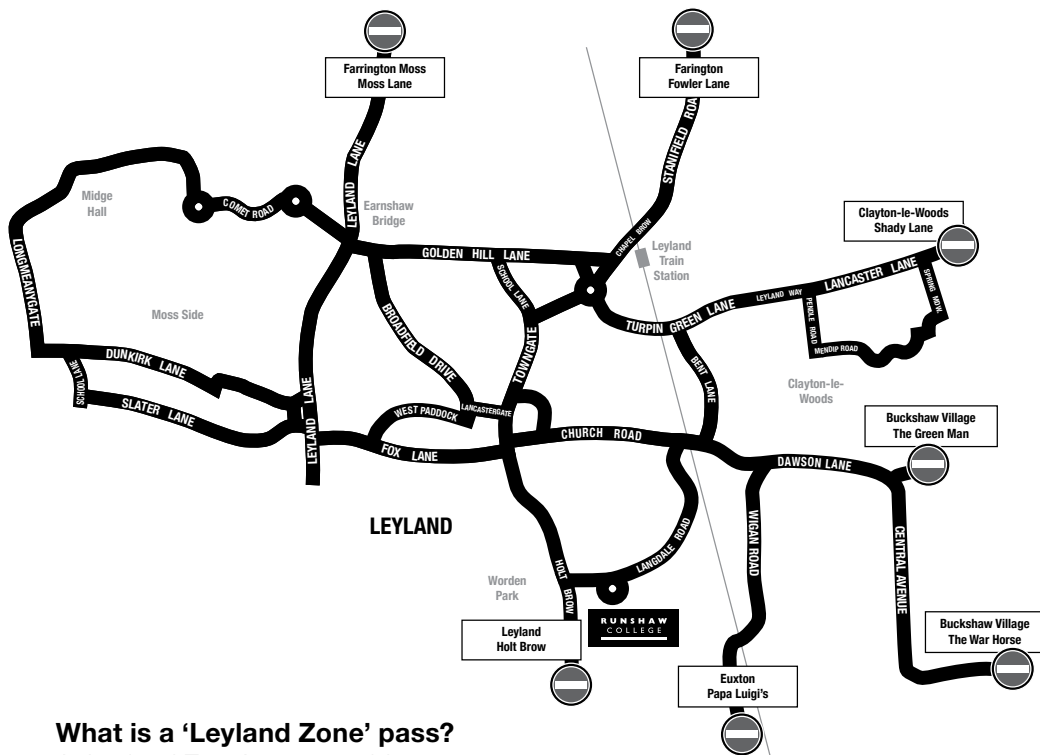 Farrington Moss
Moss Lane
Farington
Fowler Lane
LEYLAND LANE
STANIFIELD ROAD
Midge
Hall
COMET ROAD
Earnshaw
Bridge
CHAPEL BROW
Clayton-le-Woods
Shady Lane
GOLDEN HILL LANE
Leyland
Train
Station
LONGMEANYGATE
SCHOOL LANE
LEYLAND WAY
LANCASTER LANE
SPRING MDW.
Moss Side
BROADFIELD DRIVE
TURPIN GREEN LANE
PENDLE ROAD
MENDIP ROAD
DUNKIRK LANE
TOWNGATE
BENT LANE
Clayton-le-
Woods
SCHOOL LANE
SLATER LANE
LEYLAND LANE
WEST PADDOCK
LANCASTERGATE
FOX LANE
CHURCH ROAD
Buckshaw Village
The Green Man
DAWSON LANE
LEYLAND
LANGDALE ROAD
WIGAN ROAD
CENTRAL AVENUE
Worden
Park
HOLT BROW
RUNSHAW
COLLEGE
Leyland
Holt Brow
Buckshaw Village
The War Horse
Euxton
Papa Luigi's
What is a ‘Leyland Zone’ pass?